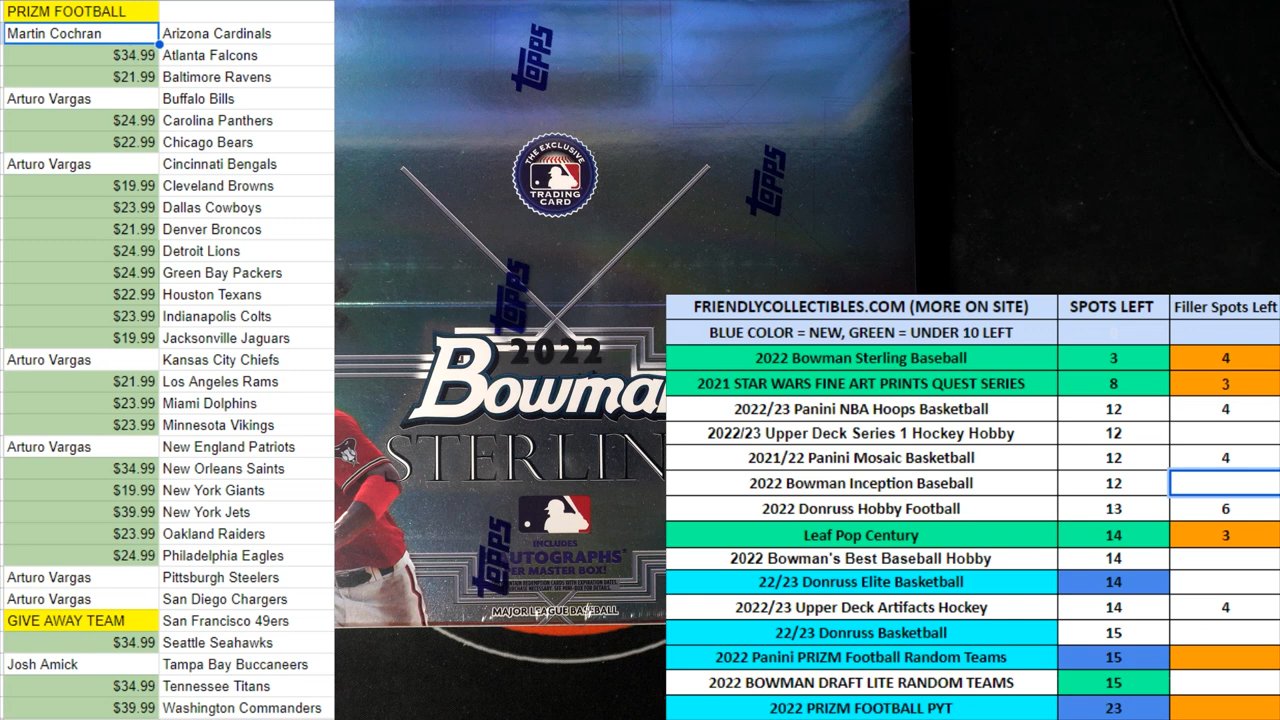 PRIZM FOOTBALL
Martin Cochran Arizona Cardinals
$34.99 Atlanta Falcons
$21.99 Baltimore Ravens
Arturo Vargas Buffalo Bills
$24.99 Carolina Panthers
$22.99 Chicago Bears
Arturo Vargas Cincinnati Bengals
$19.99 Cleveland Browns
$23.99 Dallas Cowboys
$21.99 Denver Broncos
$24.99 Detroit Lions
$24.99 Green Bay Packers
$22.99 Houston Texans
$23.99 Indianapolis Colts
$19.99 Jacksonville Jaguars
Arturo Vargas Kansas City Chiefs
$21.99 Los Angeles Rams
$23.99 Miami Dolphins
$23.99 Minnesota Vikings
Arturo Vargas New England Patriots
$34.99 New Orleans Saints
$19.99 New York Giants
$39.99 New York Jets
$23.99 Oakland Raiders
$24.99 Philadelphia Eagles
Arturo Vargas Pittsburgh Steelers
Arturo Vargas San Diego Chargers
GIVE AWAY TEAM San Francisco 49ers
$34.99 Seattle Seahawks
Josh Amick Tampa Bay Buccaneers
$34.99 Tennessee Titans
$39.99 Washington Commanders
topps
THE EXCLUSIVE
TRADING
CARD
topps
topps
2022
Bowma
STERLIN
topps
INCLUDES
AUTOGRAPHS
PER MASTER BOX!
MAJOR LEAGUE BASEBALL
FRIENDLYCOLLECTIBLES.COM (MORE ON SITE) SPOTS LEFT Filler Spots Left
BLUE COLOR = NEW, GREEN = UNDER 10 LEFT 0
2022 Bowman Sterling Baseball 3 4
2021 STAR WARS FINE ART PRINTS QUEST SERIES 8 3
2022/23 Panini NBA Hoops Basketball 12 4
2022/23 Upper Deck Series 1 Hockey Hobby 12
2021/22 Panini Mosaic Basketball 12 4
2022 Bowman Inception Baseball 12
2022 Donruss Hobby Football 13 6
Leaf Pop Century 14 3
2022 Bowman's Best Baseball Hobby 14
22/23 Donruss Elite Basketball 14
2022/23 Upper Deck Artifacts Hockey 14 4
22/23 Donruss Basketball 15
2022 Panini PRIZM Football Random Teams 15
2022 BOWMAN DRAFT LITE RANDOM TEAMS 15
2022 PRIZM FOOTBALL PYT 23